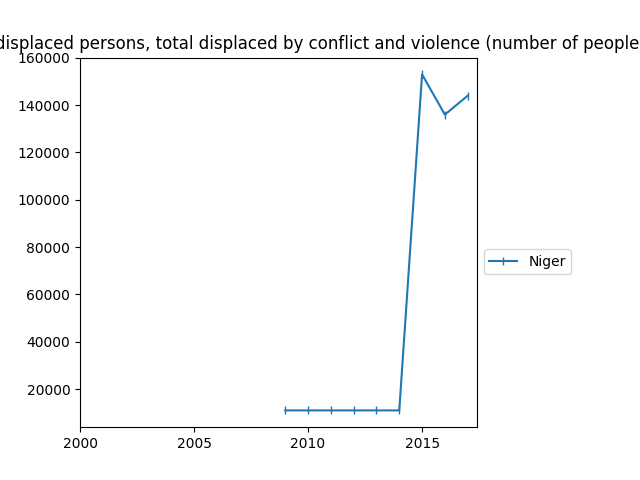 displaced persons, total displaced by conflict and violence (number of people
160000
140000
120000
100000
80000
60000
40000
20000
2000 2005 2010 2015
Niger